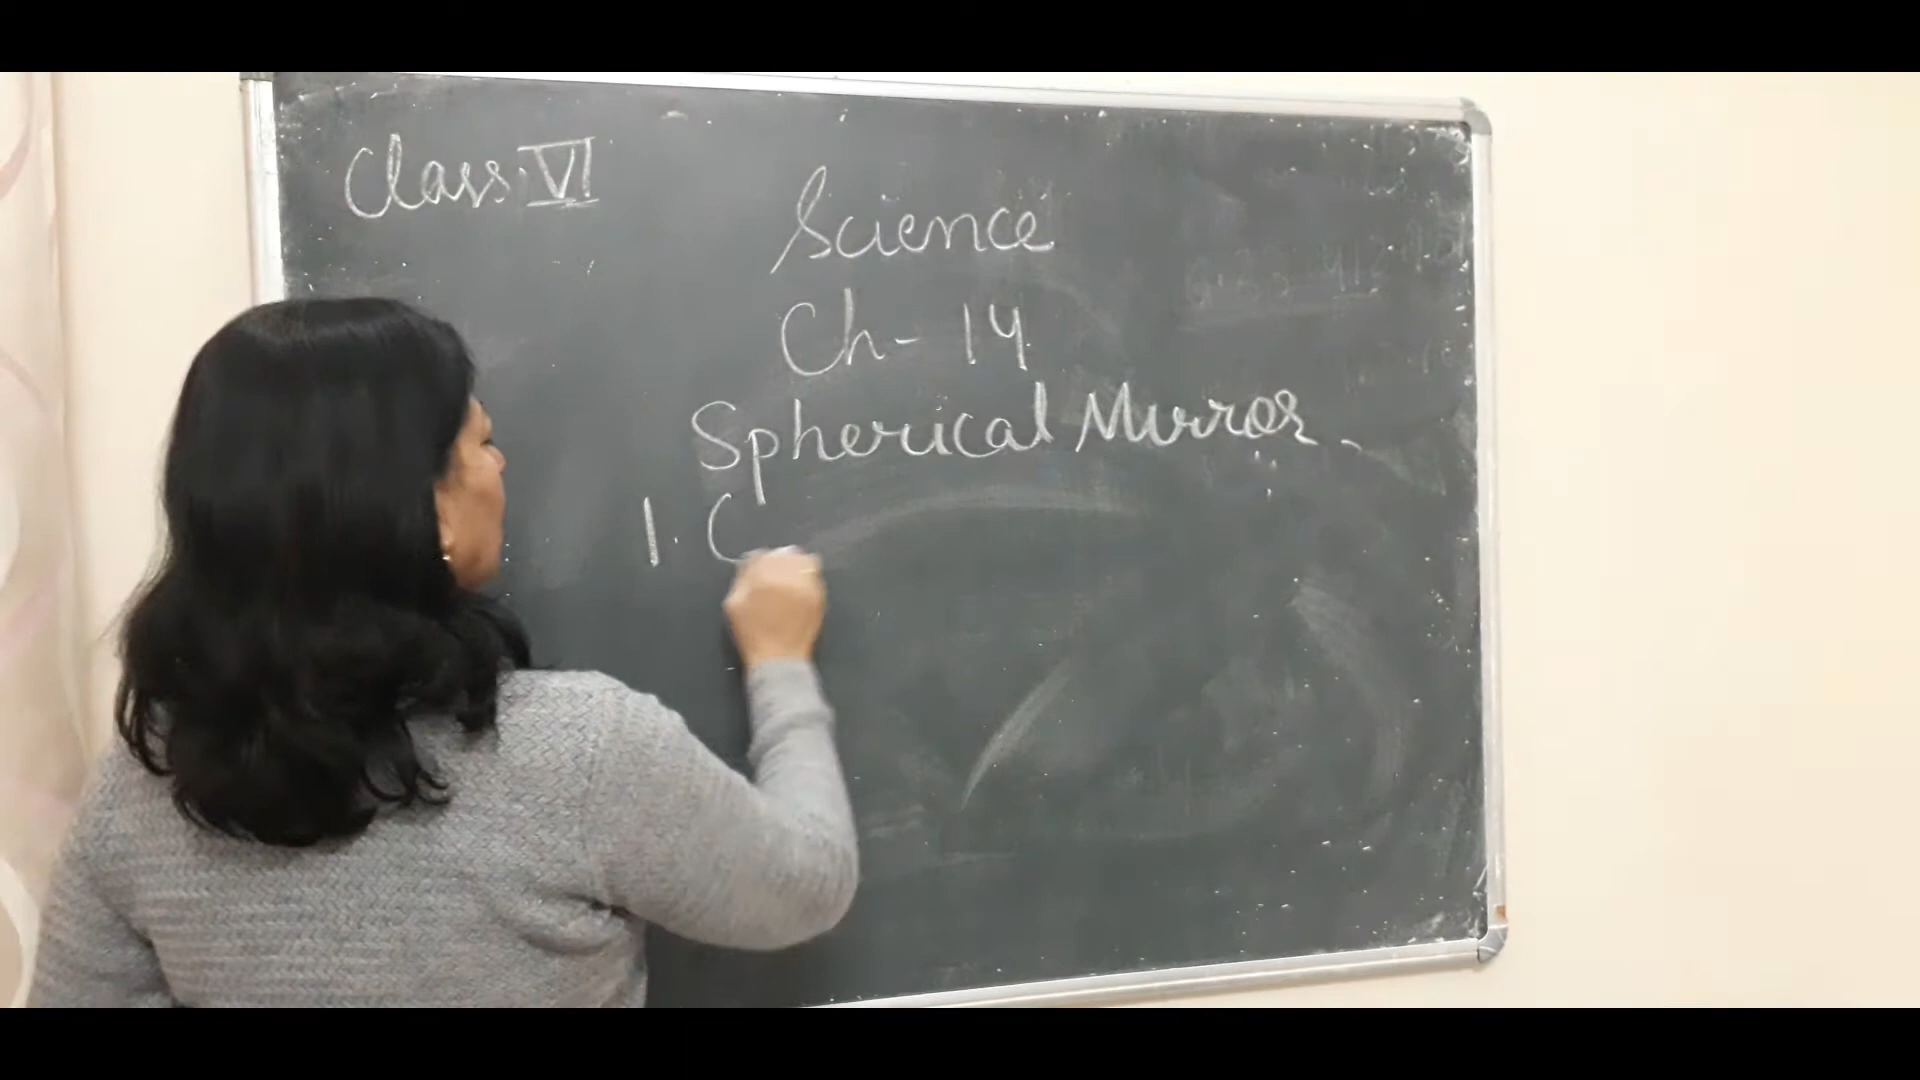 Class: VI
Science
Ch- 14
Spherical Mirror.
1. C